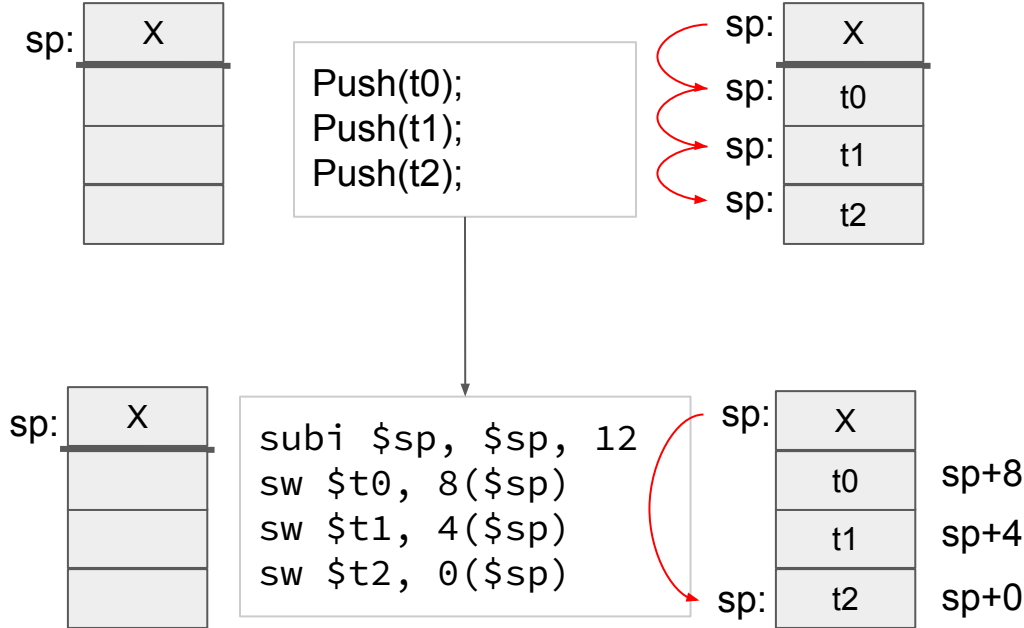 sp:
X
Push(t0);
Push(t1);
Push(t2);
sp:
X
sp:
t0
sp:
t1
sp:
t2
sp:
X
subi $sp, $sp, 12
sw $t0, 8($sp)
sw $t1, 4($sp)
sw $t2, 0($sp)
sp:
X
t0
sp+8
t1
sp+4
sp:
t2
sp+0